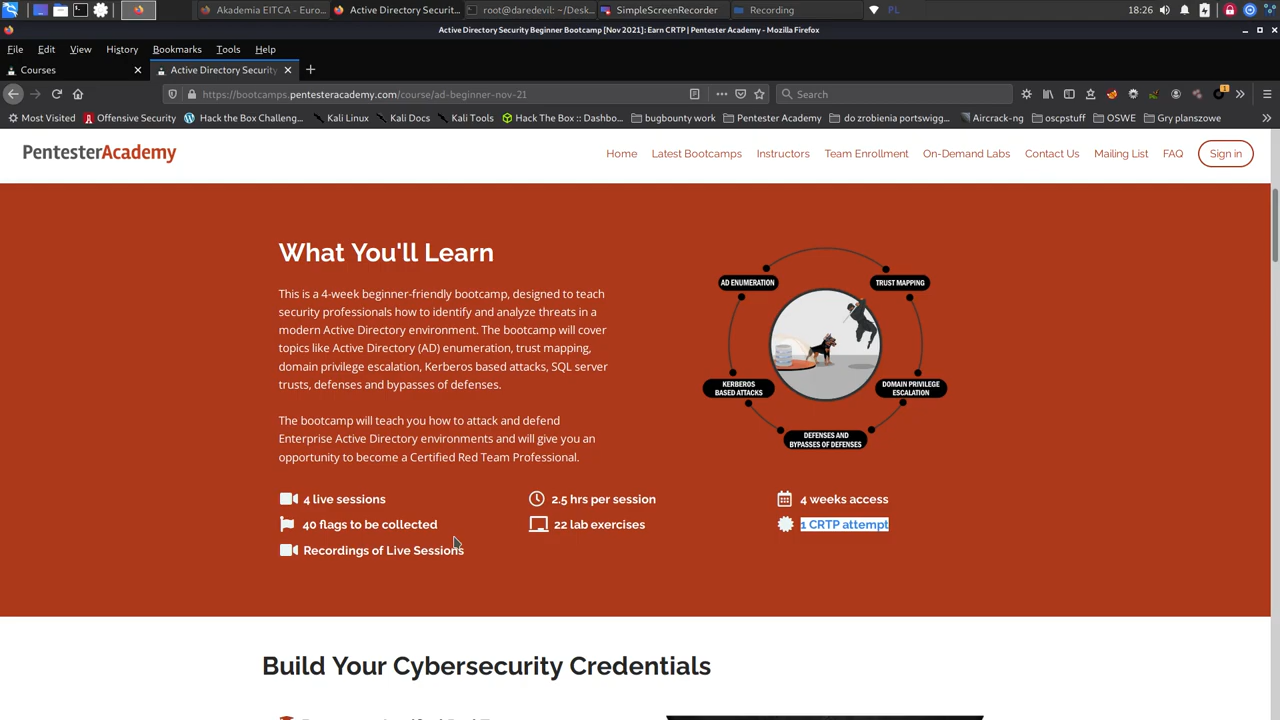 Akademia EITCA - Euro...
Active Directory Securit...
root@daredevil: ~/Desk...
SimpleScreenRecorder
Recording
PL
18:26
Active Directory Security Beginner Bootcamp [Nov 2021]: Earn CRTP | Pentester Academy - Mozilla Firefox
File Edit View History Bookmarks Tools Help
Courses
Active Directory Security
https://bootcamps.pentesteracademy.com/course/ad-beginner-nov-21
Search
1
Most Visited
Offensive Security
Hack the Box Challeng...
Kali Linux
Kali Docs
Kali Tools
Hack The Box :: Dashbo...
bugbounty work
Pentester Academy
do zrobienia portswigg...
Aircrack-ng
oscpstuff
OSWE
Gry planszowe
PentesterAcademy
Home
Latest Bootcamps
Instructors
Team Enrollment
On-Demand Labs
Contact Us
Mailing List
FAQ
Sign in
What You'll Learn
This is a 4-week beginner-friendly bootcamp, designed to teach
security professionals how to identify and analyze threats in a
modern Active Directory environment. The bootcamp will cover
topics like Active Directory (AD) enumeration, trust mapping,
domain privilege escalation, Kerberos based attacks, SQL server
trusts, defenses and bypasses of defenses.
The bootcamp will teach you how to attack and defend
Enterprise Active Directory environments and will give you an
opportunity to become a Certified Red Team Professional.
AD ENUMERATION
TRUST MAPPING
KERBEROS
BASED ATTACKS
DOMAIN PRIVILEGE
ESCALATION
DEFENSES AND
BYPASSES OF DEFENSES
4 live sessions
2.5 hrs per session
4 weeks access
40 flags to be collected
22 lab exercises
1 CRTP attempt
Recordings of Live Sessions
Build Your Cybersecurity Credentials